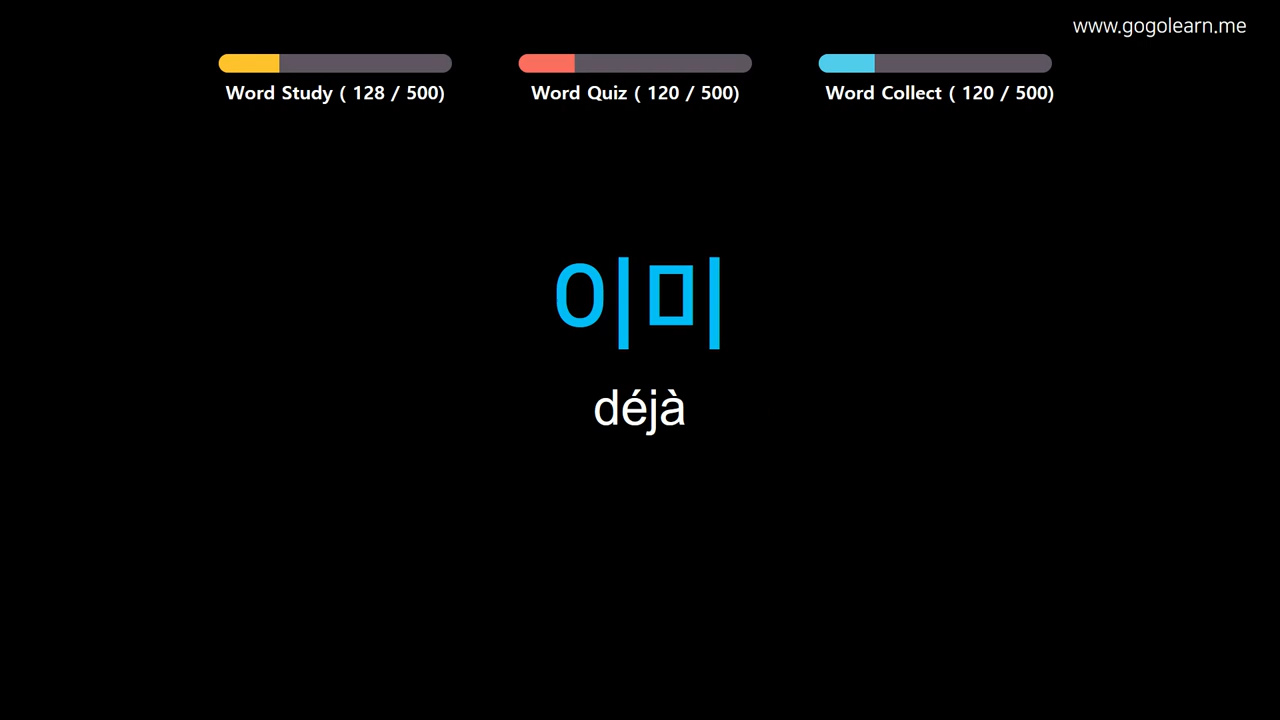 www.gogolearn.me
Word Study ( 128 / 500)
Word Quiz ( 120 / 500)
Word Collect ( 120 / 500)
이미
déjà